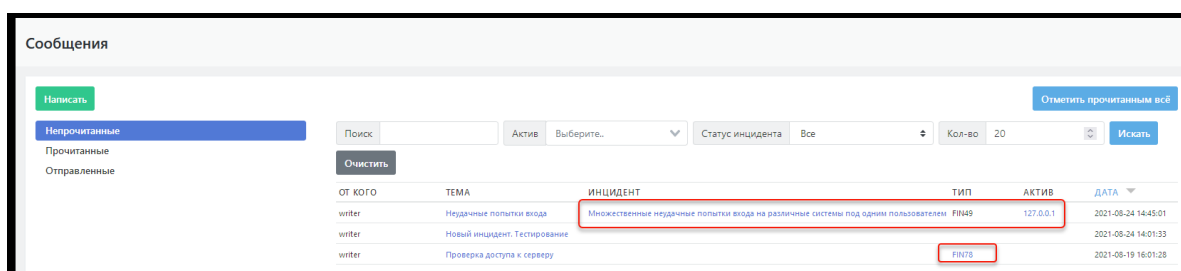 Сообщения
Написать
Отметить прочитанным всё
Непрочитанные
Прочитанные
Отправленные
Поиск Актив Выберите.. Статус инцидента Все Кол-во 20 Искать
Очистить
ОТ КОГО ТЕМА ИНЦИДЕНТ ТИП АКТИВ ДАТА
writer Неудачные попытки входа Множественные неудачные попытки входа на различные системы под одним пользователем FIN49 127.0.0.1 2021-08-24 14:45:01
writer Новый инцидент. Тестирование 2021-08-24 14:01:33
writer Проверка доступа к серверу FIN78 2021-08-19 16:01:28